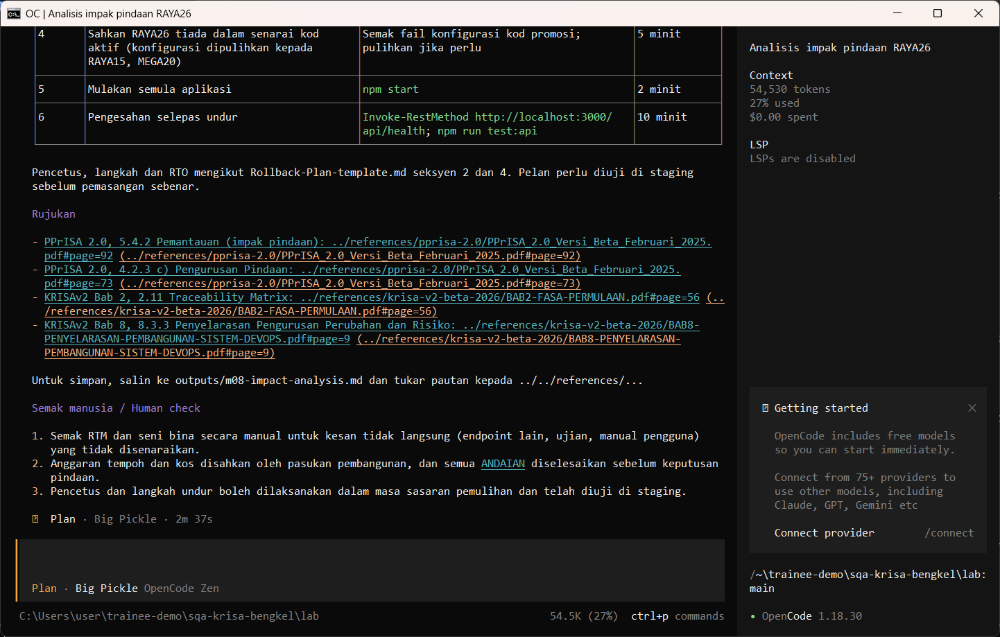 OC | Analisis impak pindaan RAYA26
4 Sahkan RAYA26 tiada dalam senarai kod Semak fail konfigurasi kod promosi; 5 minit
aktif (konfigurasi dipulihkan kepada pulihkan jika perlu
RAYA15, MEGA20)
5 Mulakan semula aplikasi npm start 2 minit
6 Pengesahan selepas undur Invoke-RestMethod http://localhost:3000/ 10 minit
api/health; npm run test:api
Pencetus, langkah dan RTO mengikut Rollback-Plan-template.md seksyen 2 dan 4. Pelan perlu diuji di staging
sebelum pemasangan sebenar.
Rujukan
- PPrISA 2.0, 5.4.2 Pemantauan (impak pindaan): ../references/pprisa-2.0/PPrISA_2.0_Versi_Beta_Februari_2025.
pdf#page=92 (../references/pprisa-2.0/PPrISA_2.0_Versi_Beta_Februari_2025.pdf#page=92)
- PPrISA 2.0, 4.2.3 c) Pengurusan Pindaan: ../references/pprisa-2.0/PPrISA_2.0_Versi_Beta_Februari_2025.
pdf#page=73 (../references/pprisa-2.0/PPrISA_2.0_Versi_Beta_Februari_2025.pdf#page=73)
- KRISAv2 Bab 2, 2.11 Traceability Matrix: ../references/krisa-v2-beta-2026/BAB2-FASA-PERMULAAN.pdf#page=56 (..
/references/krisa-v2-beta-2026/BAB2-FASA-PERMULAAN.pdf#page=56)
- KRISAv2 Bab 8, 8.3.3 Penyelarasan Pengurusan Perubahan dan Risiko: ../references/krisa-v2-beta-2026/BAB8-
PENYELARASAN-PEMBANGUNAN-SISTEM-DEVOPS.pdf#page=9 (../references/krisa-v2-beta-2026/BAB8-PENYELARASAN-
PEMBANGUNAN-SISTEM-DEVOPS.pdf#page=9)
Untuk simpan, salin ke outputs/m08-impact-analysis.md dan tukar pautan kepada ../../references/...
Semak manusia / Human check
1. Semak RTM dan seni bina secara manual untuk kesan tidak langsung (endpoint lain, ujian, manual pengguna)
yang tidak disenaraikan.
2. Anggaran tempoh dan kos disahkan oleh pasukan pembangunan, dan semua ANDAIAN diselesaikan sebelum keputusan
pindaan.
3. Pencetus dan langkah undur boleh dilaksanakan dalam masa sasaran pemulihan dan telah diuji di staging.
Plan · Big Pickle · 2m 37s
Plan · Big Pickle OpenCode Zen
C:\Users\user\trainee-demo\sqa-krisa-bengkel\lab 54.5K (27%) ctrl+p commands
Analisis impak pindaan RAYA26
Context
54,530 tokens
27% used
$0.00 spent
LSP
LSPs are disabled
Getting started
OpenCode includes free models
so you can start immediately.
Connect from 75+ providers to
use other models, including
Claude, GPT, Gemini etc
Connect provider /connect
/~\trainee-demo\sqa-krisa-bengkel\lab:
main
• OpenCode 1.18.30